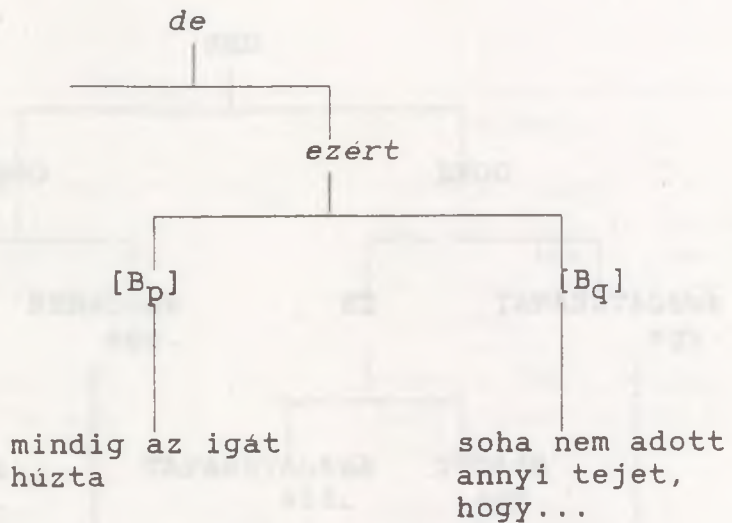 de
ezért
[Bp] [Bq]
mindig az igát
húzta
soha nem adott
annyi tejet,
hogy...